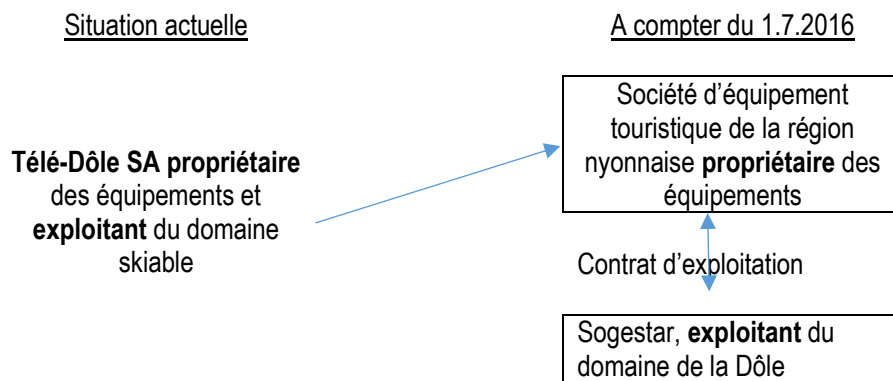 Situation actuelle
A compter du 1.7.2016
Télé-Dôle SA propriétaire
des équipements et
exploitant du domaine
skiable
Société d'équipement
touristique de la région
nyonnaise propriétaire des
équipements
Contrat d'exploitation
Sogestar, exploitant du
domaine de la Dôle